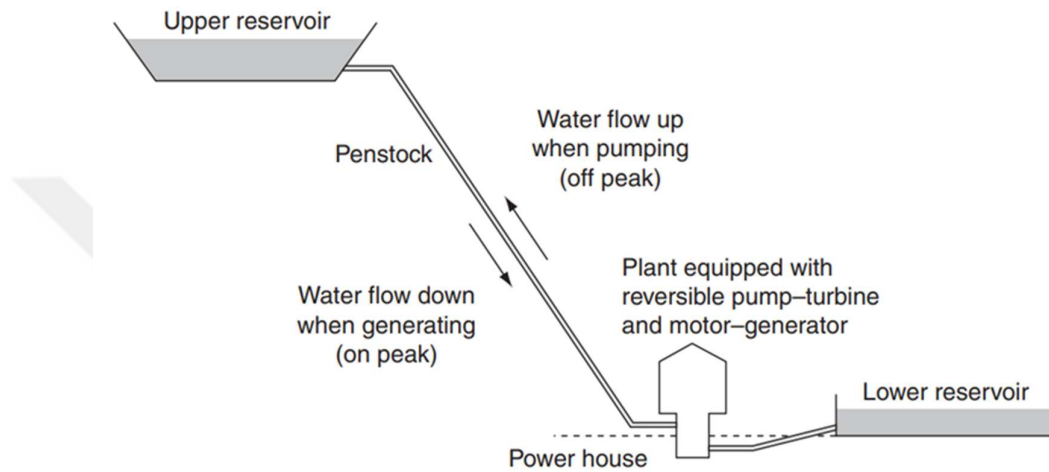 Upper reservoir
Penstock
Water flow up
when pumping
(off peak)
Water flow down
when generating
(on peak)
Plant equipped with
reversible pump–turbine
and motor–generator
Lower reservoir
Power house